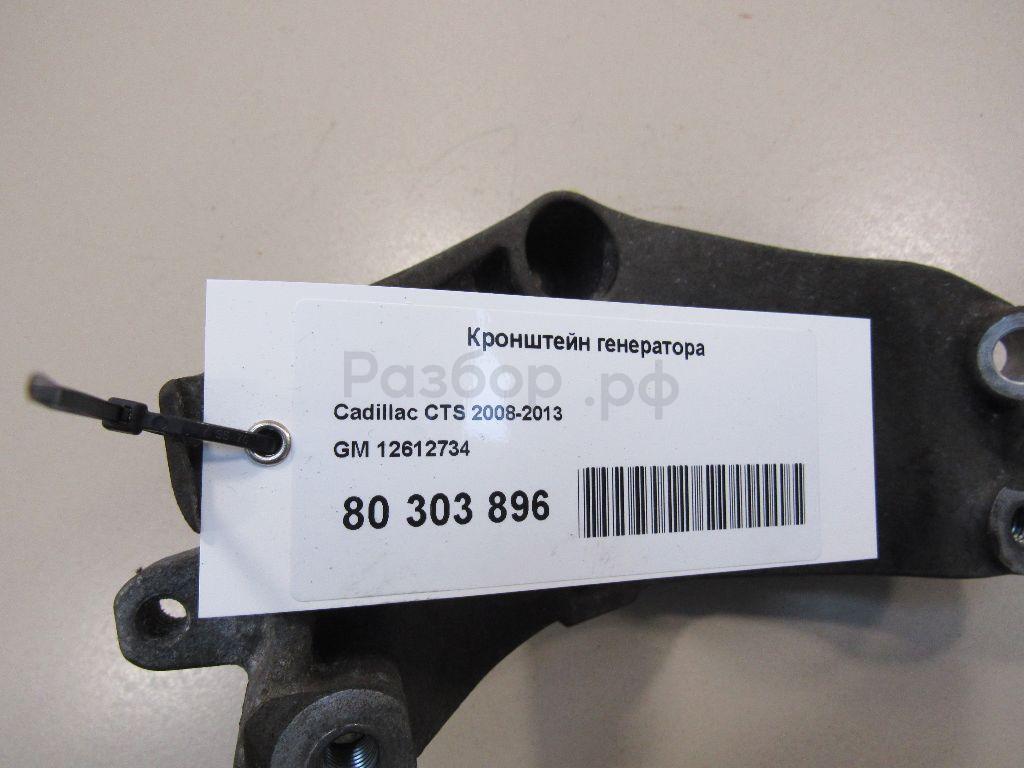 Кронштейн генератора
Разбор.рф
Cadillac CTS 2008-2013
GM 12612734
80 303 896